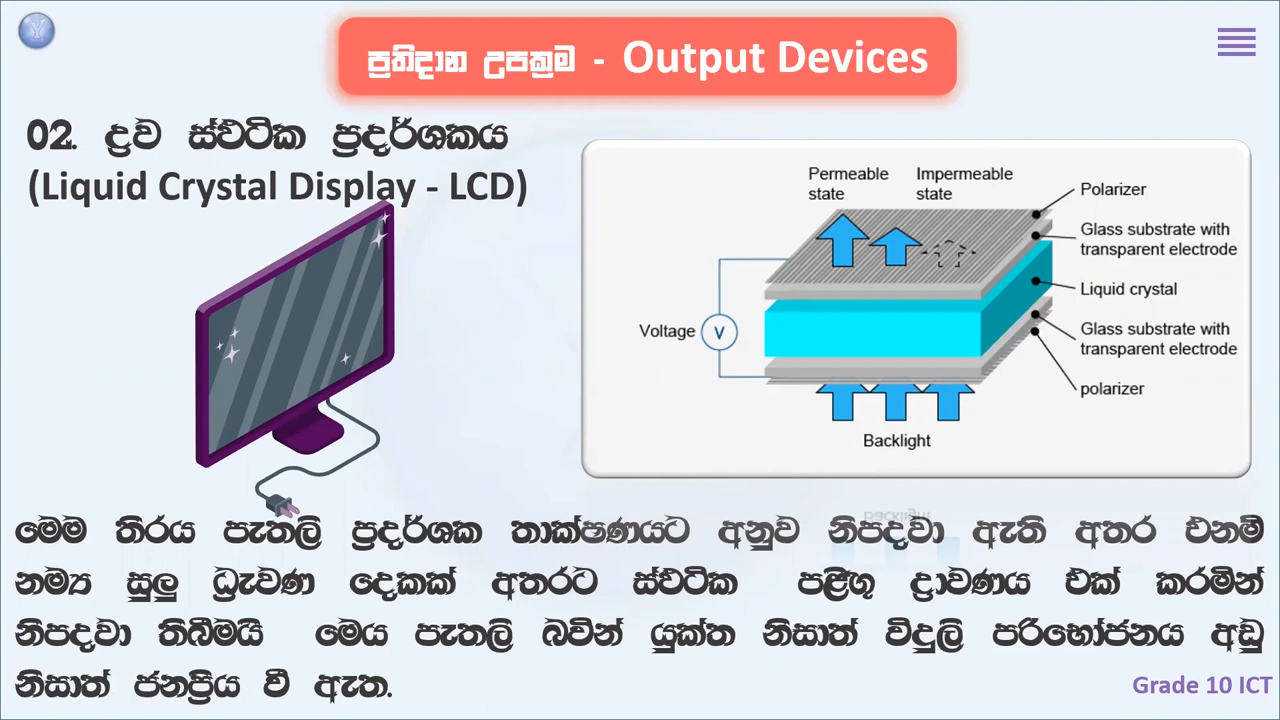 ප්‍රතිදාන උපක්‍රම - Output Devices
02. ද්‍රව ස්ඵටික ප්‍රදර්ශකය
(Liquid Crystal Display - LCD)
Permeable state
Impermeable state
Polarizer
Glass substrate with transparent electrode
Liquid crystal
Voltage
V
Glass substrate with transparent electrode
polarizer
Backlight
මෙම තිරය පැතලි ප්‍රදර්ශක තාක්ෂණයට අනුව නිපදවා ඇති අතර එනම්
නම්‍ය සුලු ධ්‍රැවණ දෙකක් අතරට ස්ඵටික පළිඟු ද්‍රාවණය එක් කරමින්
නිපදවා තිබීමයි මෙය පැතලි බවින් යුක්ත නිසාත් විදුලි පරිභෝජනය අඩු
නිසාත් ජනප්‍රිය වී ඇත.
Grade 10 ICT